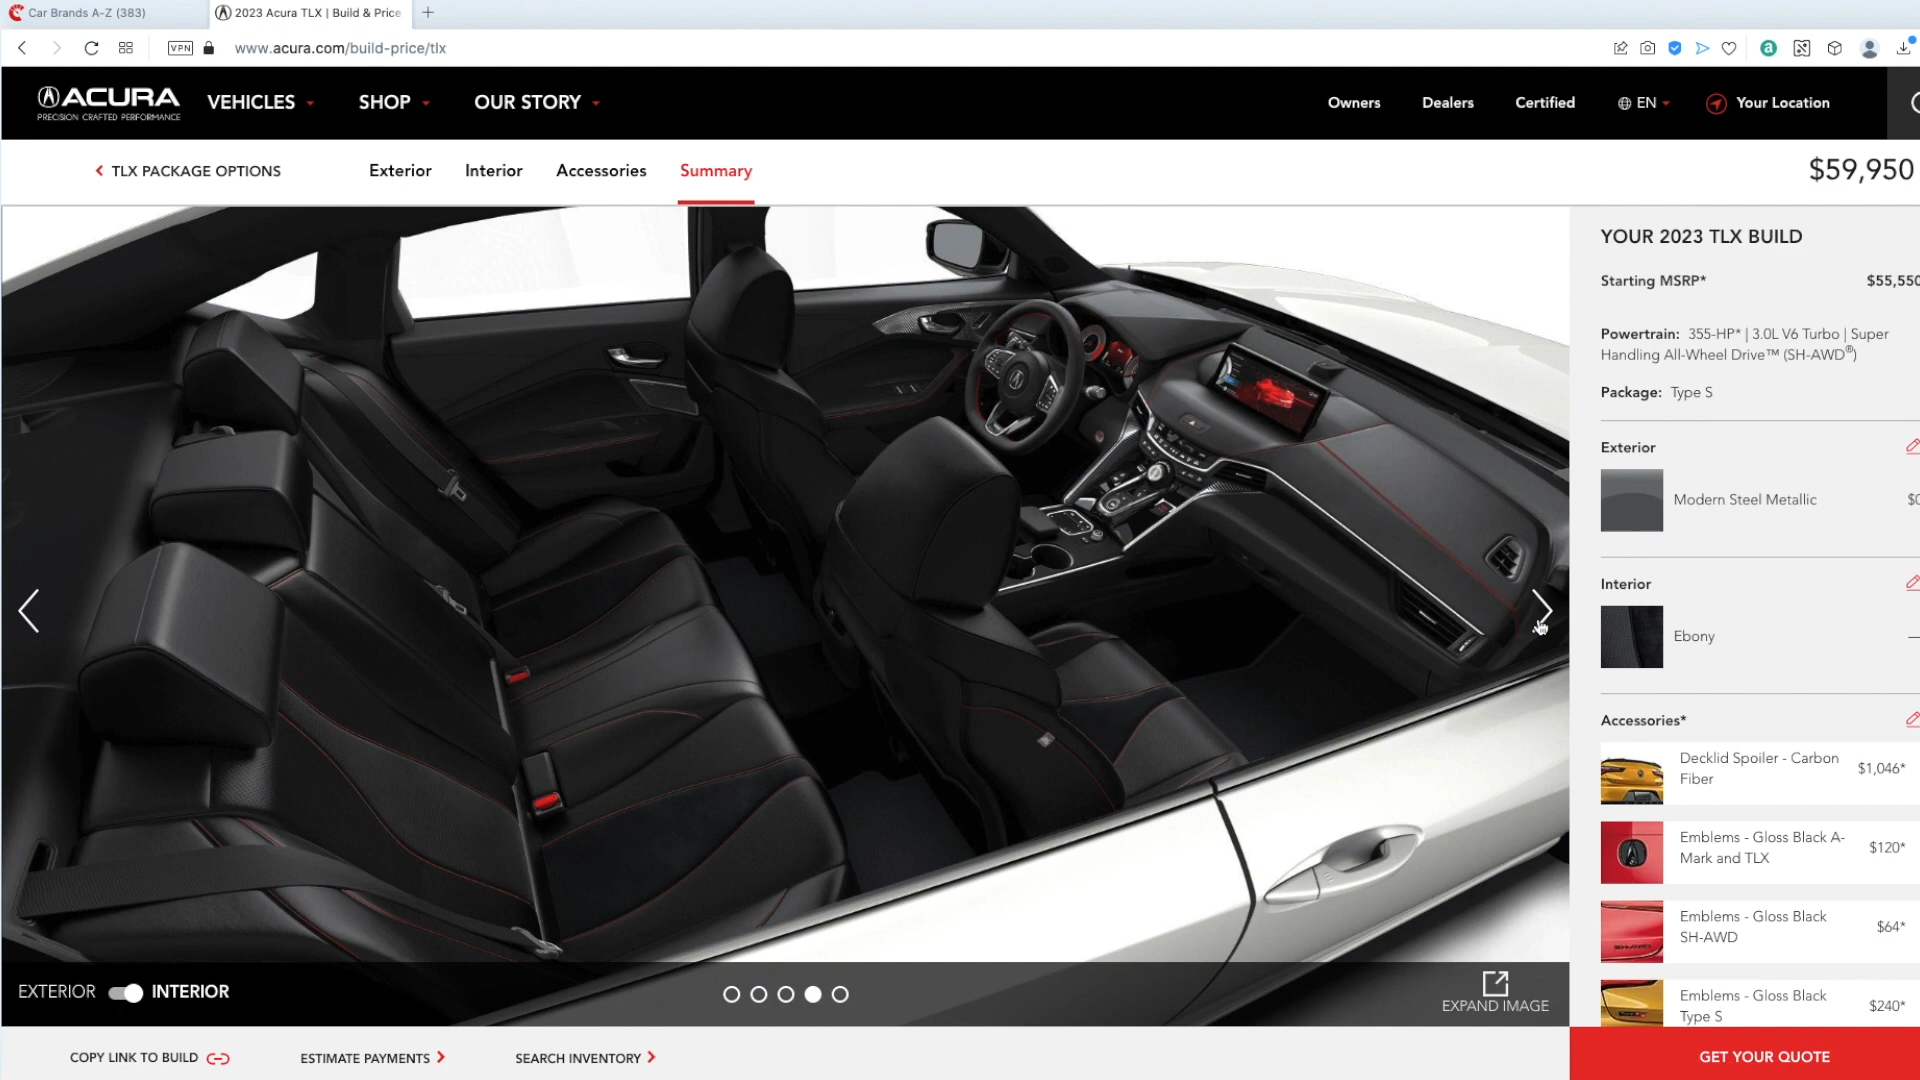 Car Brands A-Z (383)
2023 Acura TLX | Build & Price
VPN
www.acura.com/build-price/tlx
ACURA
PRECISION CRAFTED PERFORMANCE
VEHICLES
SHOP
OUR STORY
Owners
Dealers
Certified
EN
Your Location
TLX PACKAGE OPTIONS
Exterior
Interior
Accessories
Summary
$59,950
YOUR 2023 TLX BUILD
Starting MSRP* $55,550
Powertrain: 355-HP* | 3.0L V6 Turbo | Super
Handling All-Wheel Drive™ (SH-AWD®)
Package: Type S
Exterior
Modern Steel Metallic
Interior
Ebony
Accessories*
Decklid Spoiler - Carbon
Fiber
$1,046*
Emblems - Gloss Black A-
Mark and TLX
$120*
Emblems - Gloss Black
SH-AWD
$64*
Emblems - Gloss Black
Type S
$240*
EXTERIOR
INTERIOR
EXPAND IMAGE
COPY LINK TO BUILD
ESTIMATE PAYMENTS
SEARCH INVENTORY
GET YOUR QUOTE